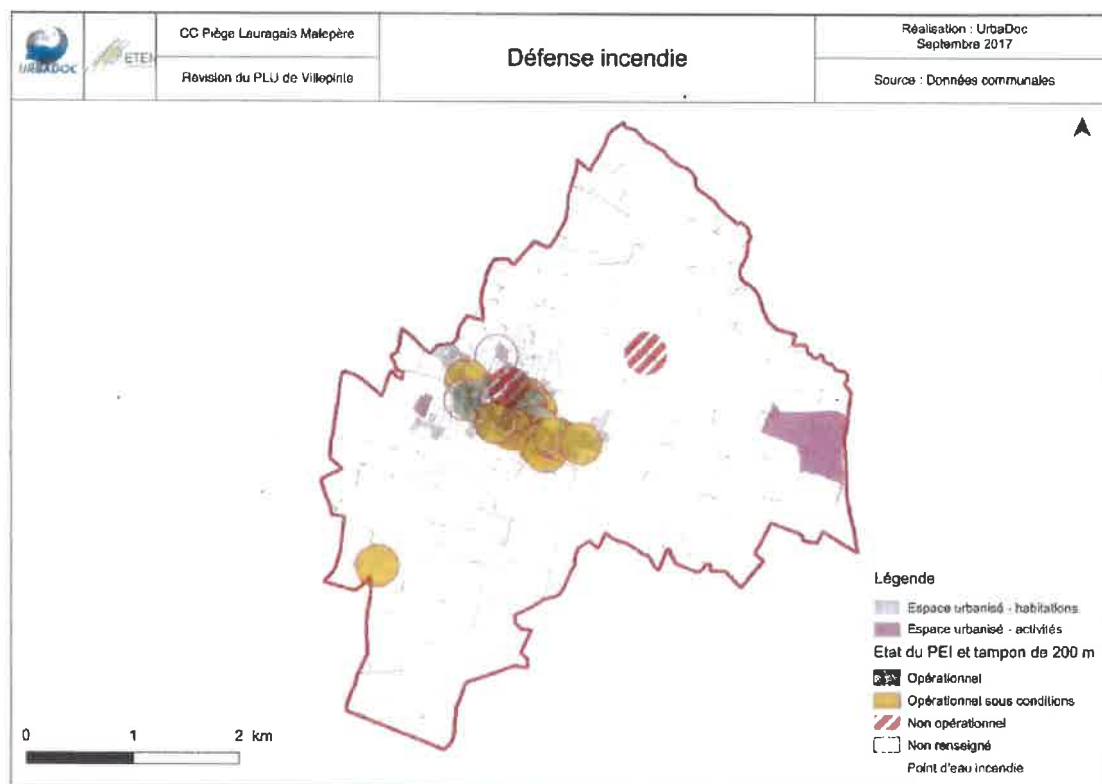 URBADOC
ETEN
CC Piège Lauragais Malepère
Révision du PLU de Villepinte
Défense incendie
Réalisation : UrbaDoc
Septembre 2017
Source : Données communales
Légende
Espace urbanisé - habitations
Espace urbanisé - activités
Etat du PEI et tampon de 200 m
Opérationnel
Opérationnel sous conditions
Non opérationnel
Non renseigné
Point d'eau incendie
0 1 2 km